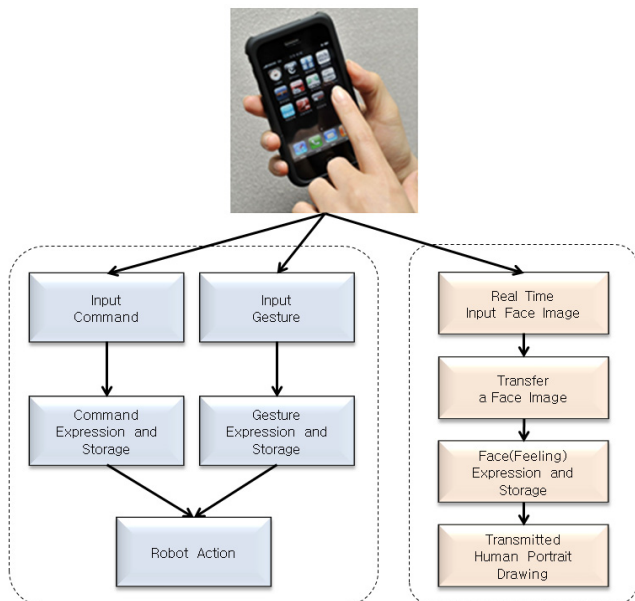 Input
Command
Input
Gesture
Real Time
Input Face Image
Transfer
a Face Image
Command
Expression and
Storage
Gesture
Expression and
Storage
Face(Feeling)
Expression and
Storage
Robot Action
Transmitted
Human Portrait
Drawing